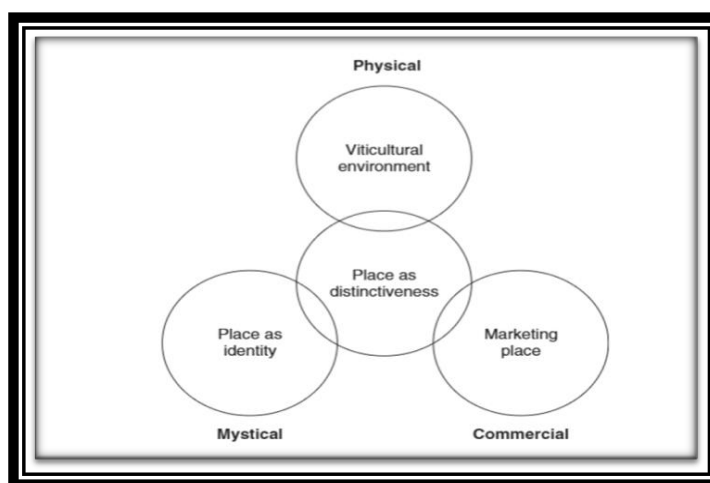 Physical
Viticultural
environment
Place as
distinctiveness
Place as
identity
Marketing
place
Mystical
Commercial